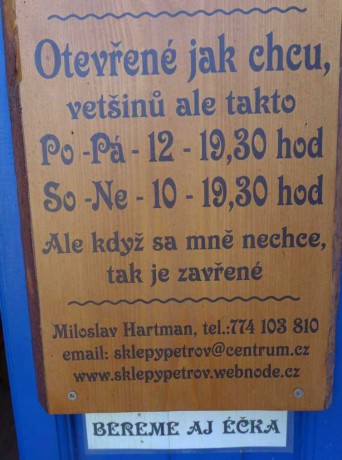 Otevřené jak chcu,
vetšinů ale takto
Po -Pá - 12 - 19,30 hod
So -Ne - 10 - 19,30 hod
Ale když sa mně nechce,
tak je zavřené
Miloslav Hartman, tel.:774 103 810
email: sklepypetrov@centrum.cz
www.sklepypetrov.webnode.cz
BEREME AJ ÉČKA